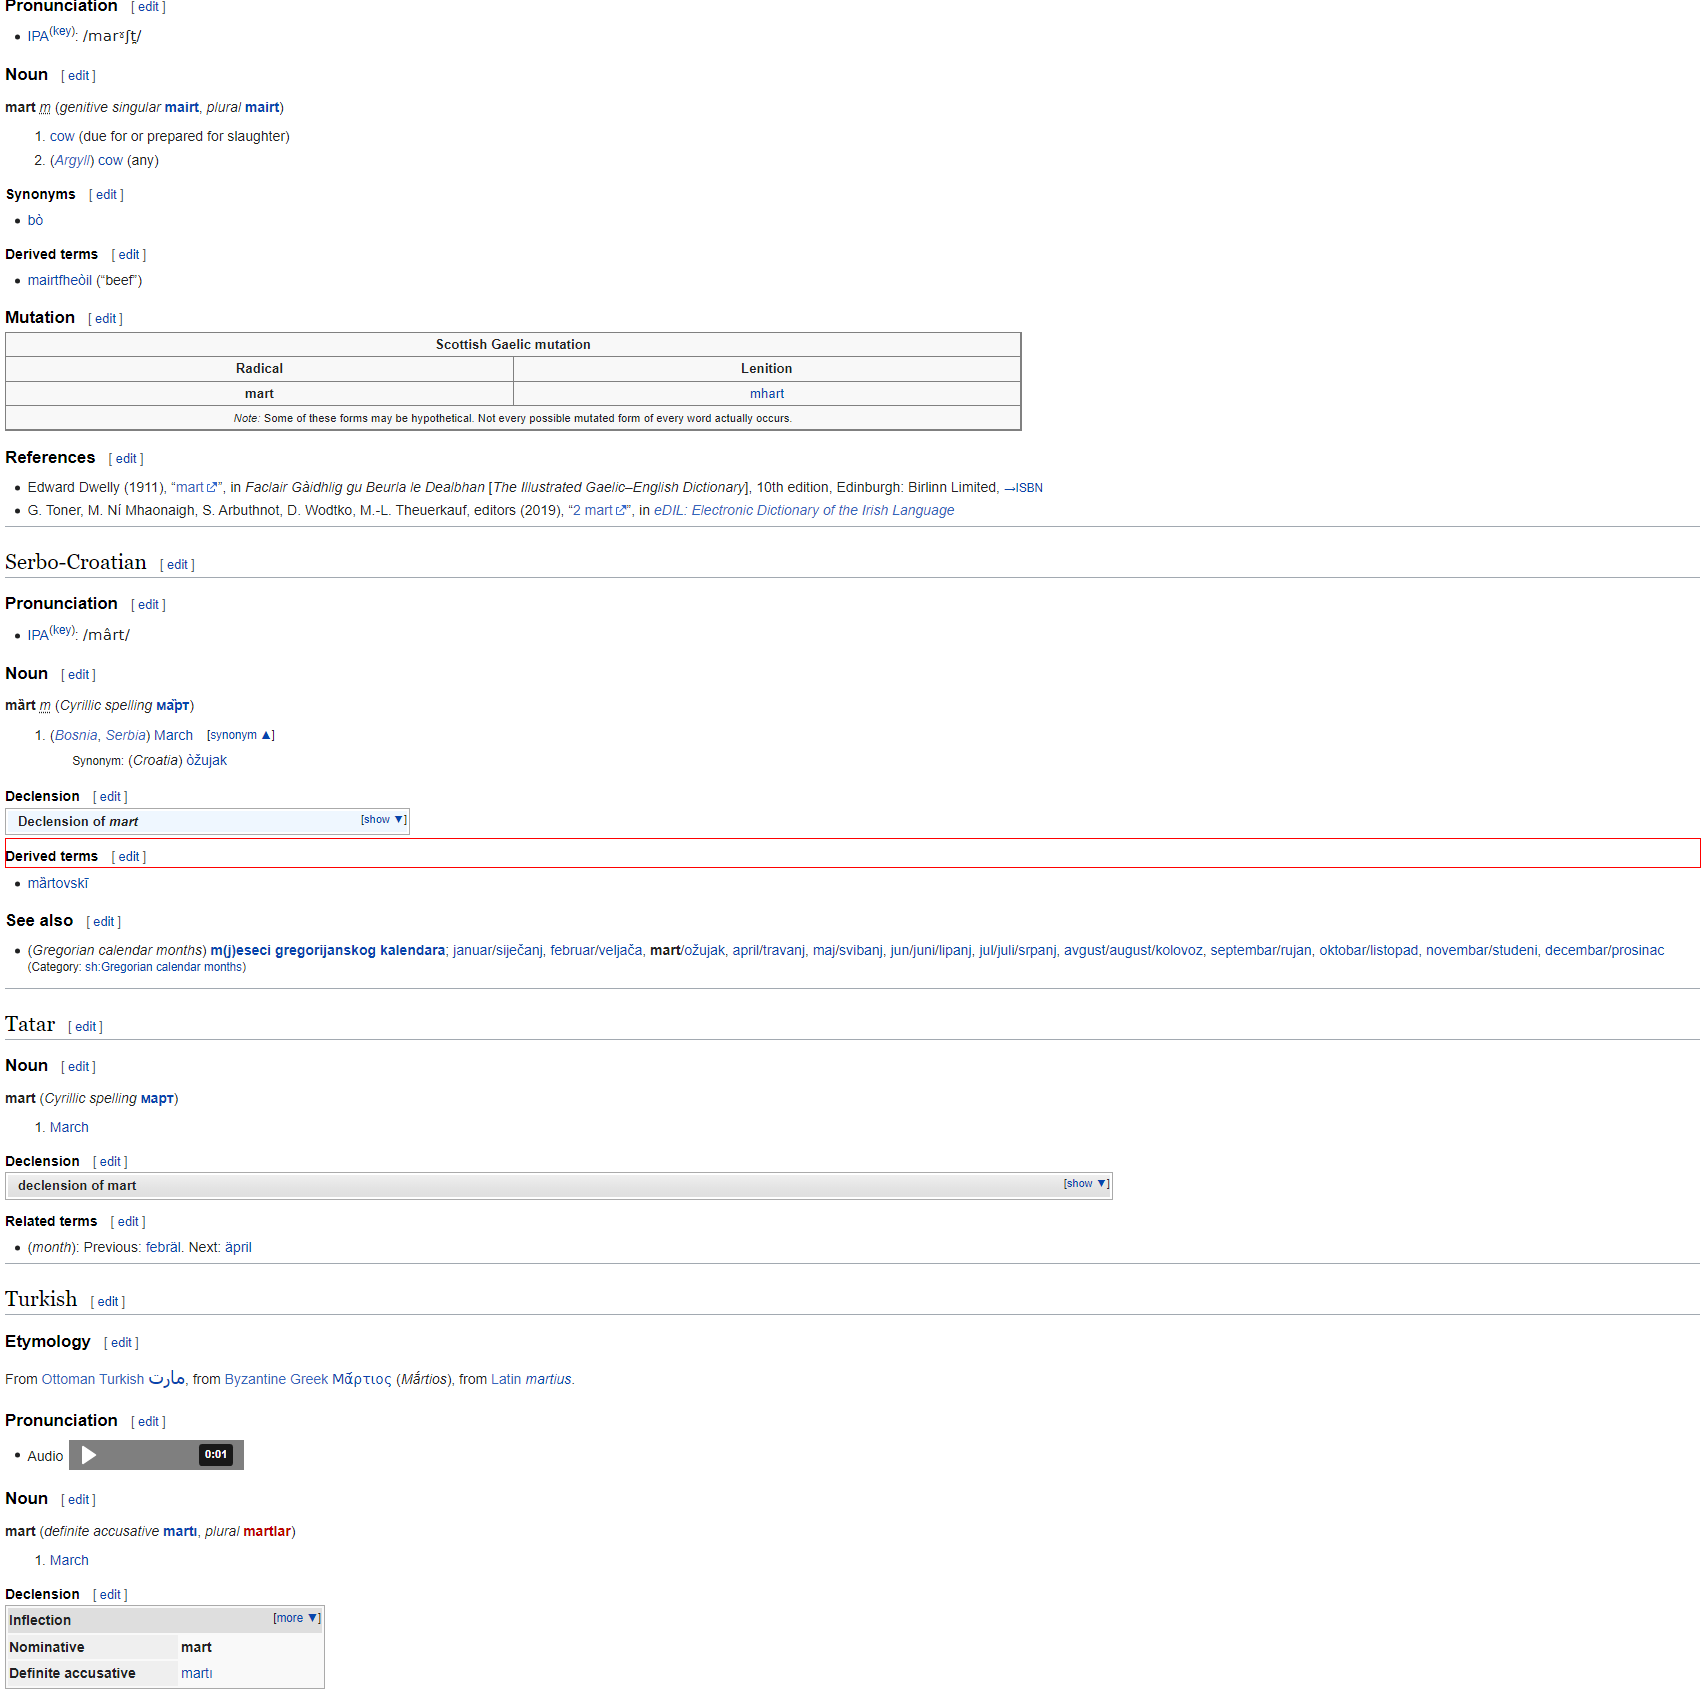 Pronunciation [ edit ]
• IPA(key): /marˠʃt̪/
Noun [ edit ]
mart m (genitive singular mairt, plural mairt)
1. cow (due for or prepared for slaughter)
2. (Argyll) cow (any)
Synonyms [ edit ]
• bò
Derived terms [ edit ]
• mairtfheòil (“beef”)
Mutation [ edit ]
Scottish Gaelic mutation
Radical Lenition
mart mhart
Note: Some of these forms may be hypothetical. Not every possible mutated form of every word actually occurs.
References [ edit ]
• Edward Dwelly (1911), “mart”, in Faclair Gàidhlig gu Beurla le Dealbhan [The Illustrated Gaelic–English Dictionary], 10th edition, Edinburgh: Birlinn Limited, →ISBN
• G. Toner, M. Ní Mhaonaigh, S. Arbuthnot, D. Wodtko, M.-L. Theuerkauf, editors (2019), “2 mart”, in eDIL: Electronic Dictionary of the Irish Language
Serbo-Croatian [ edit ]
Pronunciation [ edit ]
• IPA(key): /mârt/
Noun [ edit ]
mȁrt m (Cyrillic spelling ма̏рт)
1. (Bosnia, Serbia) March [synonym ▲]
Synonym: (Croatia) òžujak
Declension [ edit ]
Declension of mart [show ▼]
Derived terms [ edit ]
• mȁrtovskī
See also [ edit ]
• (Gregorian calendar months) m(j)eseci gregorijanskog kalendara; januar/siječanj, februar/veljača, mart/ožujak, april/travanj, maj/svibanj, jun/juni/lipanj, jul/juli/srpanj, avgust/august/kolovoz, septembar/rujan, oktobar/listopad, novembar/studeni, decembar/prosinac
(Category: sh:Gregorian calendar months)
Tatar [ edit ]
Noun [ edit ]
mart (Cyrillic spelling март)
1. March
Declension [ edit ]
declension of mart [show ▼]
Related terms [ edit ]
• (month): Previous: febräl. Next: äpril
Turkish [ edit ]
Etymology [ edit ]
From Ottoman Turkish مارت, from Byzantine Greek Μᾱ́ρτιος (Mā́rtios), from Latin martius.
Pronunciation [ edit ]
• Audio 0:01
Noun [ edit ]
mart (definite accusative martı, plural martlar)
1. March
Declension [ edit ]
Inflection [more ▼]
Nominative mart
Definite accusative martı